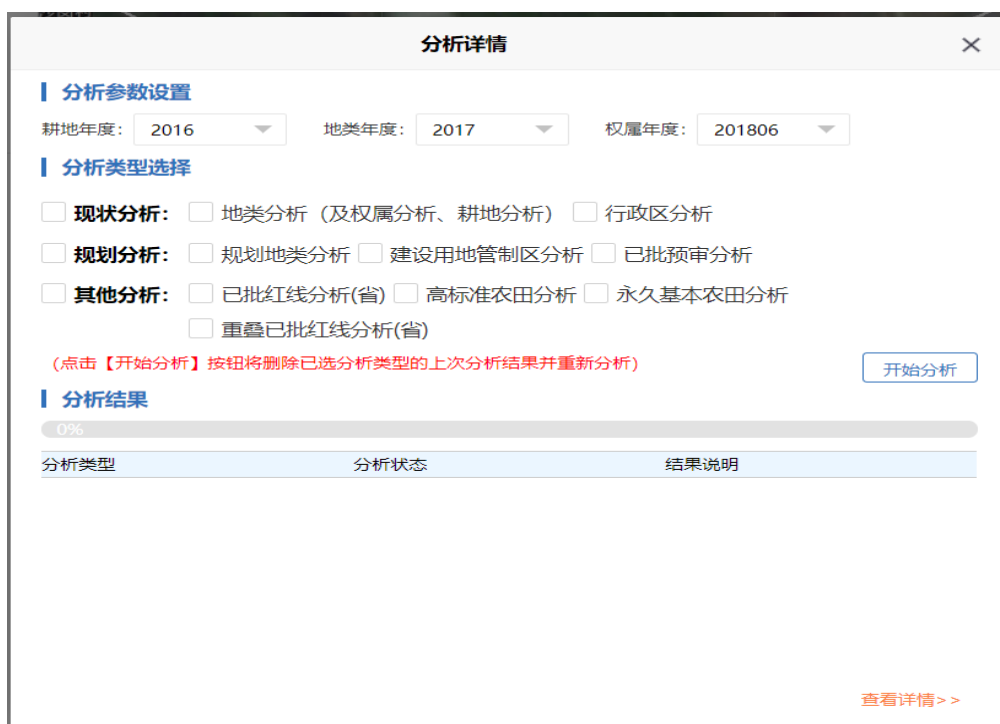 分析详情
分析参数设置
耕地年度： 2016 地类年度： 2017 权属年度： 201806
分析类型选择
现状分析： 地类分析（及权属分析、耕地分析） 行政区分析
规划分析： 规划地类分析 建设用地管制区分析 已批预审分析
其他分析： 已批红线分析(省) 高标准农田分析 永久基本农田分析
重叠已批红线分析(省)
(点击【开始分析】按钮将删除已选分析类型的上次分析结果并重新分析)
开始分析
分析结果
0%
分析类型 分析状态 结果说明
查看详情>>